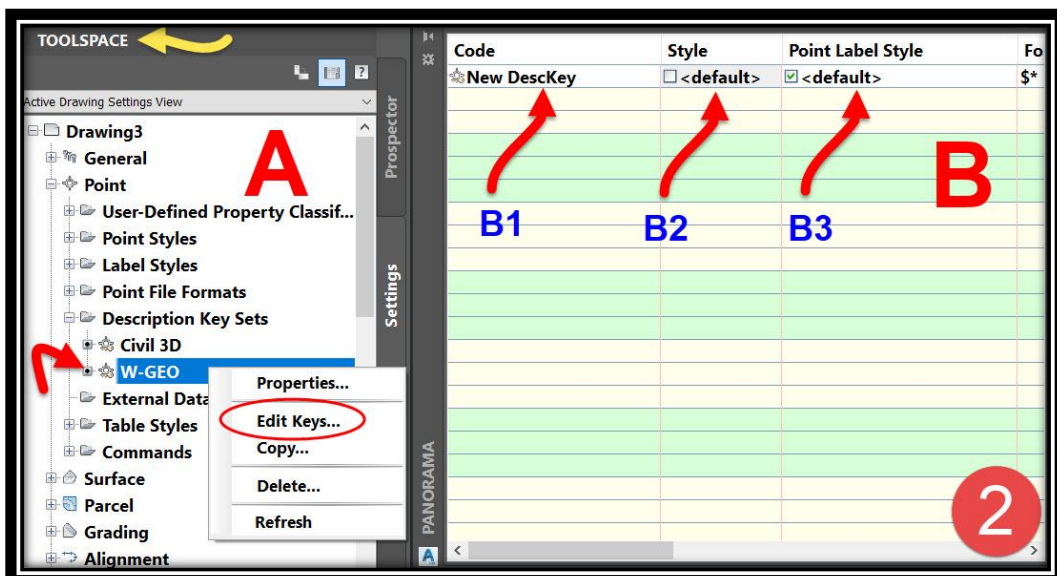 TOOLSPACE
?
Active Drawing Settings View
Drawing3
General
Point
User-Defined Property Classif...
Point Styles
Label Styles
Point File Formats
Description Key Sets
Civil 3D
W-GEO
External Data
Table Styles
Commands
Surface
Parcel
Grading
Alignment
A
Properties...
Edit Keys...
Copy...
Delete...
Refresh
Prospector
Settings
PANORAMA
A
Code Style Point Label Style Fo
New DescKey <default> <default> $*
B
B1 B2 B3
2